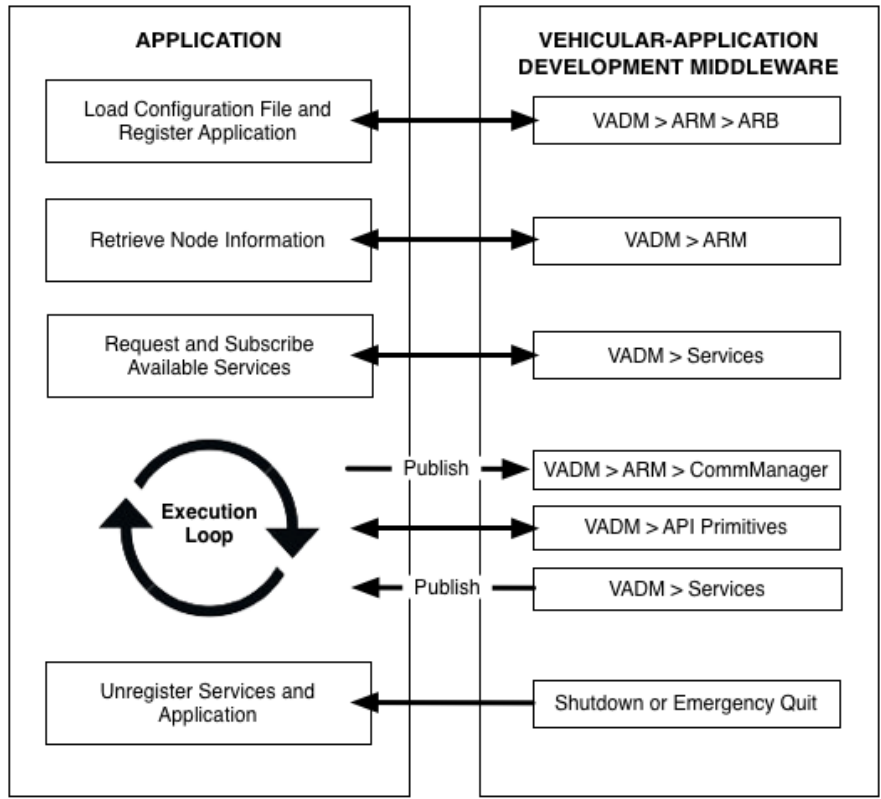 APPLICATION
VEHICULAR-APPLICATION
DEVELOPMENT MIDDLEWARE
Load Configuration File and
Register Application
VADM > ARM > ARB
Retrieve Node Information
VADM > ARM
Request and Subscribe
Available Services
VADM > Services
Execution
Loop
Publish
VADM > ARM > CommManager
VADM > API Primitives
Publish
VADM > Services
Unregister Services and
Application
Shutdown or Emergency Quit